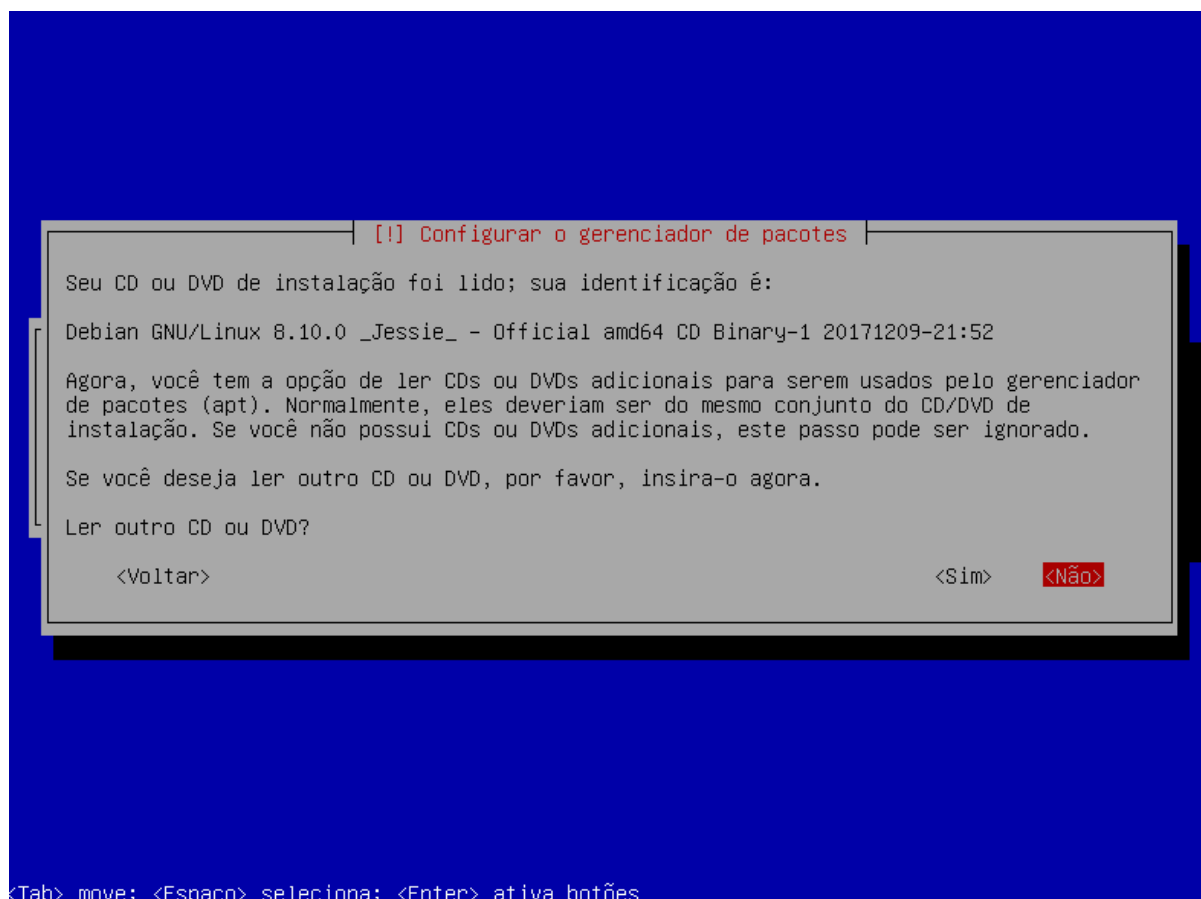 [!] Configurar o gerenciador de pacotes
Seu CD ou DVD de instalação foi lido; sua identificação é:
Debian GNU/Linux 8.10.0 _Jessie_ - Official amd64 CD Binary-1 20171209-21:52
Agora, você tem a opção de ler CDs ou DVDs adicionais para serem usados pelo gerenciador
de pacotes (apt). Normalmente, eles deveriam ser do mesmo conjunto do CD/DVD de
instalação. Se você não possui CDs ou DVDs adicionais, este passo pode ser ignorado.
Se você deseja ler outro CD ou DVD, por favor, insira-o agora.
Ler outro CD ou DVD?
<Voltar> <Sim> <Não>
<Tab> move; <Espaço> seleciona; <Enter> ativa botões